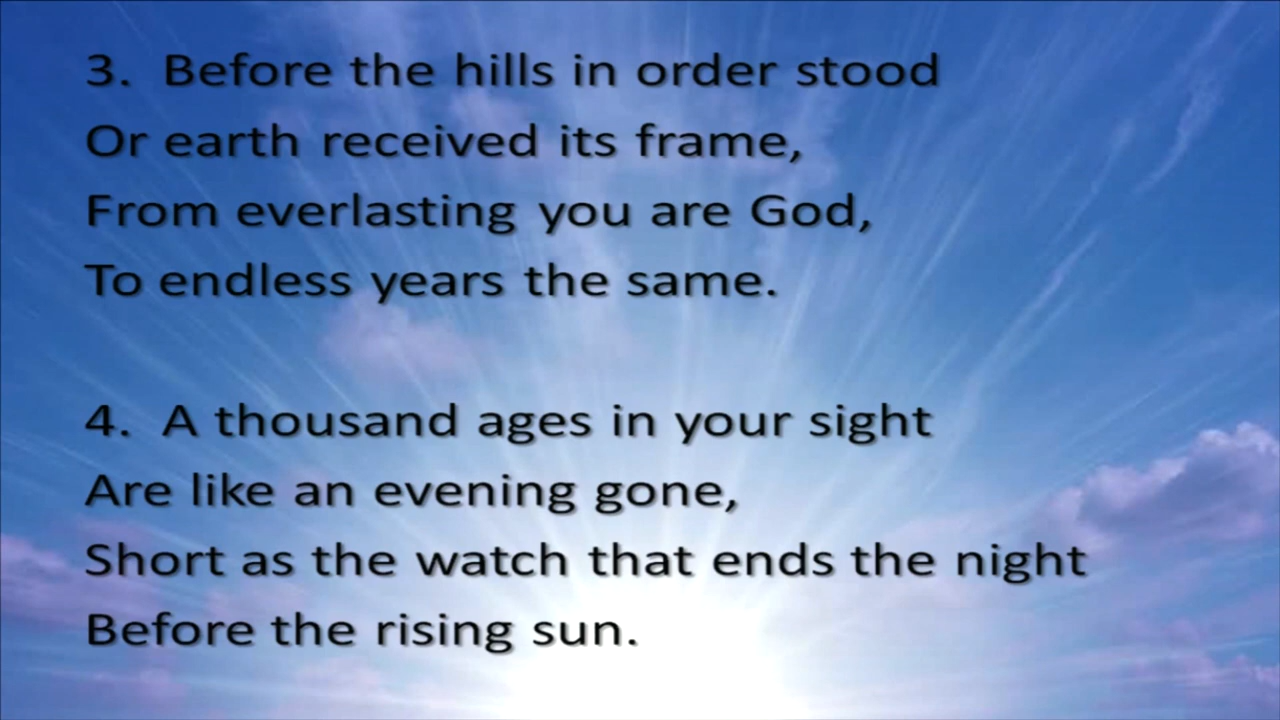 3. Before the hills in order stood
Or earth received its frame,
From everlasting you are God,
To endless years the same.
4. A thousand ages in your sight
Are like an evening gone,
Short as the watch that ends the night
Before the rising sun.